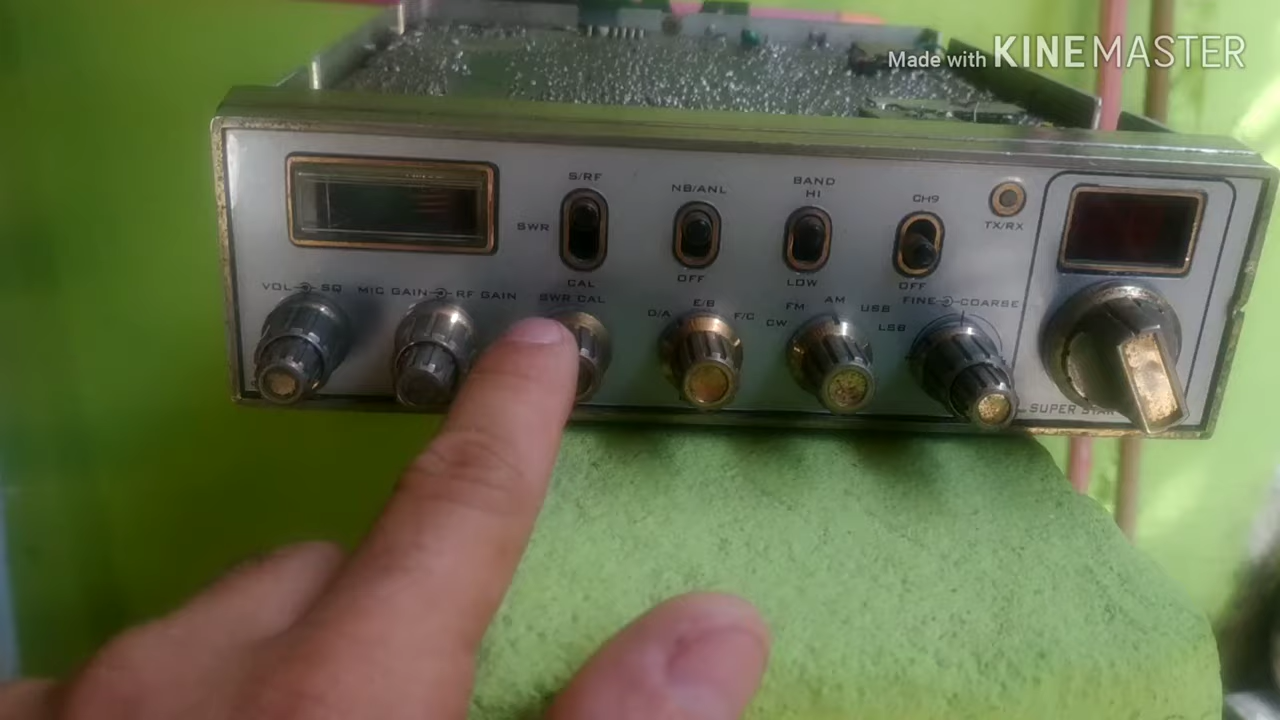 Made with KINEMASTER
S/RF
SWR
CAL
NB/ANL
OFF
BAND
HI
LOW
CH9
OFF
TX/RX
VOL SQ
MIC GAIN RF GAIN
SWR CAL
D/A E/B F/C
CW FM AM USB LSB
FINE COARSE
SUPER STAR